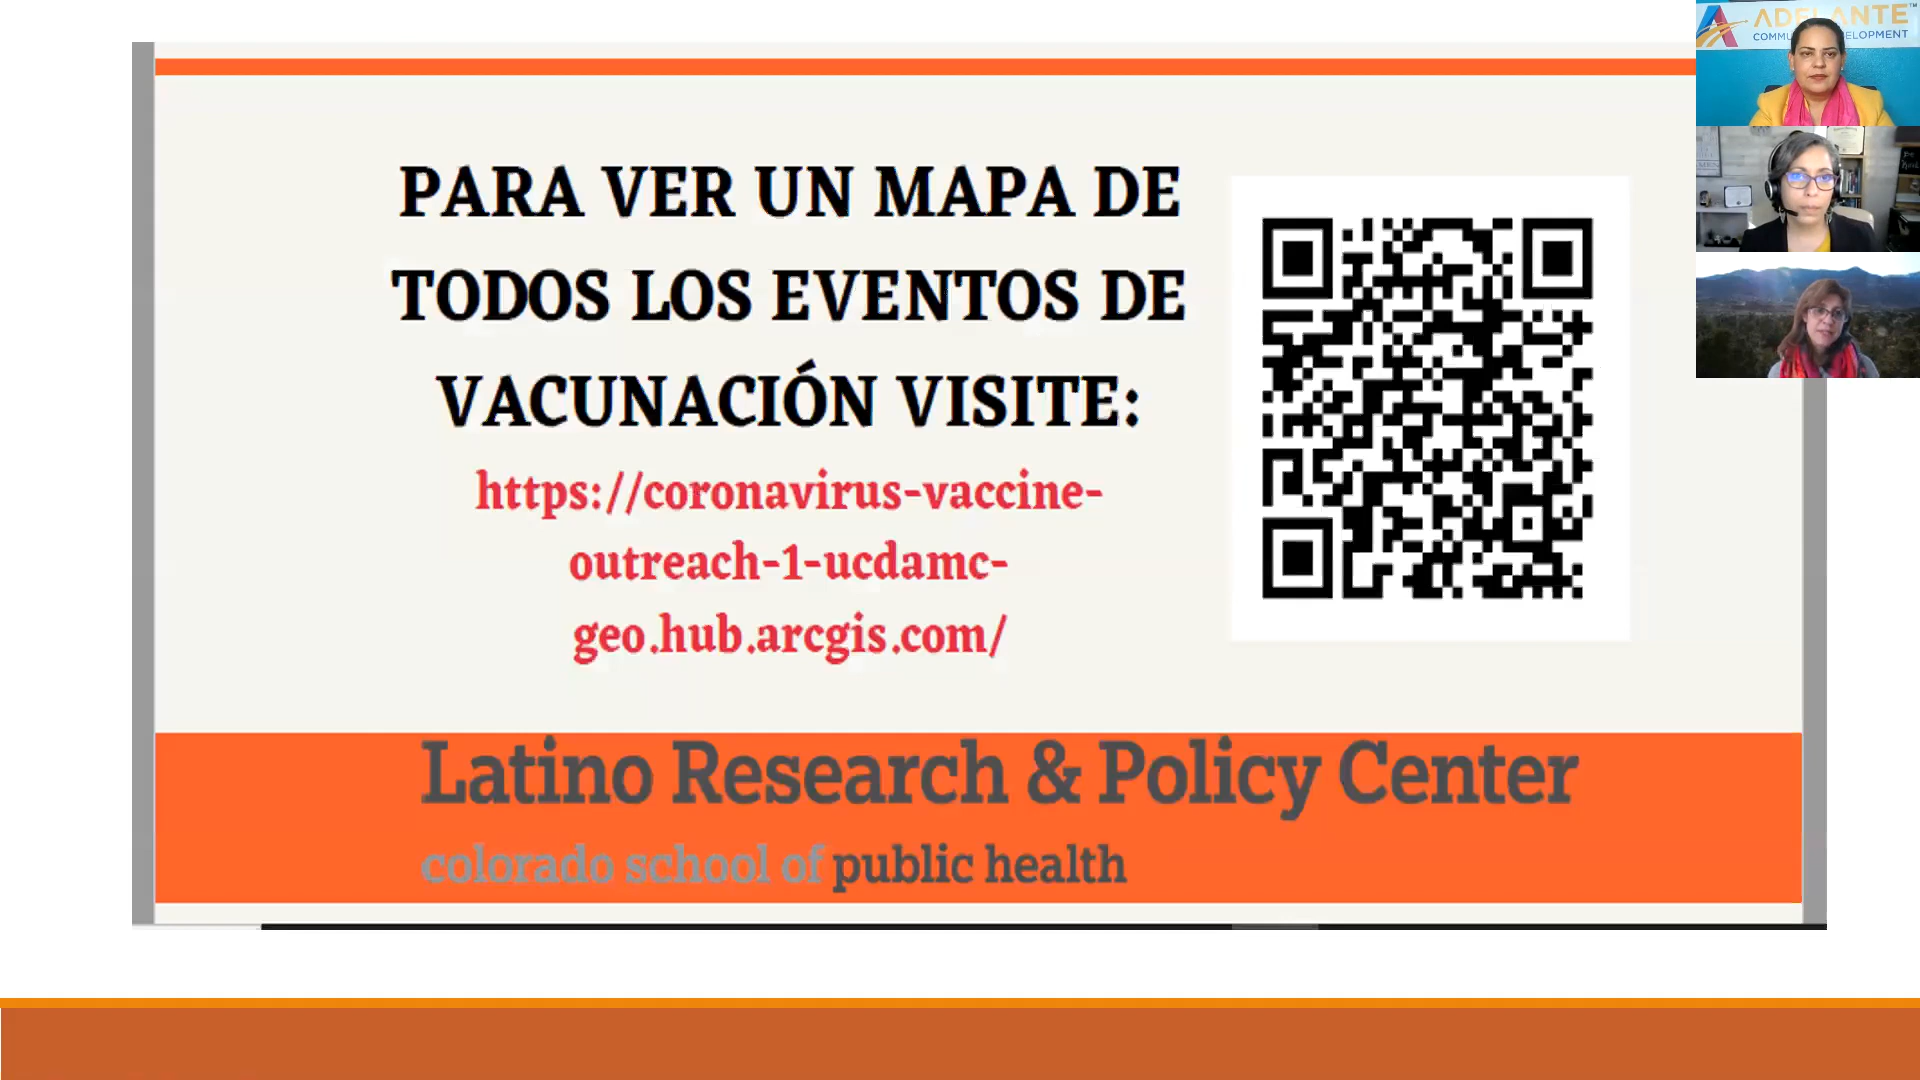 PARA VER UN MAPA DE
TODOS LOS EVENTOS DE
VACUNACIÓN VISITE:
https://coronavirus-vaccine-
outreach-1-ucdamc-
geo.hub.arcgis.com/
Latino Research & Policy Center
colorado school of public health
ADELANTE